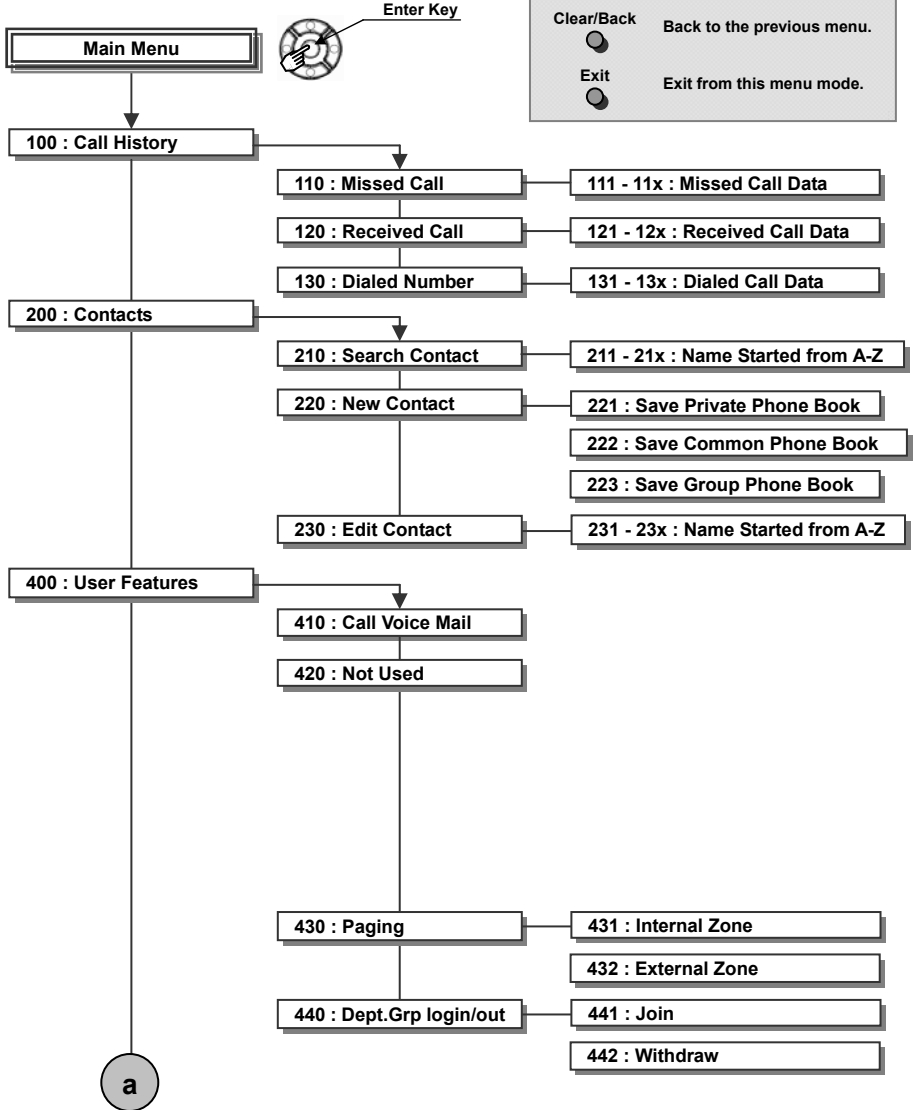 Enter Key
Clear/Back
Back to the previous menu.
Exit
Exit from this menu mode.
Main Menu
100 : Call History
110 : Missed Call
111 - 11x : Missed Call Data
120 : Received Call
121 - 12x : Received Call Data
130 : Dialed Number
131 - 13x : Dialed Call Data
200 : Contacts
210 : Search Contact
211 - 21x : Name Started from A-Z
220 : New Contact
221 : Save Private Phone Book
222 : Save Common Phone Book
223 : Save Group Phone Book
230 : Edit Contact
231 - 23x : Name Started from A-Z
400 : User Features
410 : Call Voice Mail
420 : Not Used
430 : Paging
431 : Internal Zone
432 : External Zone
440 : Dept.Grp login/out
441 : Join
442 : Withdraw
a